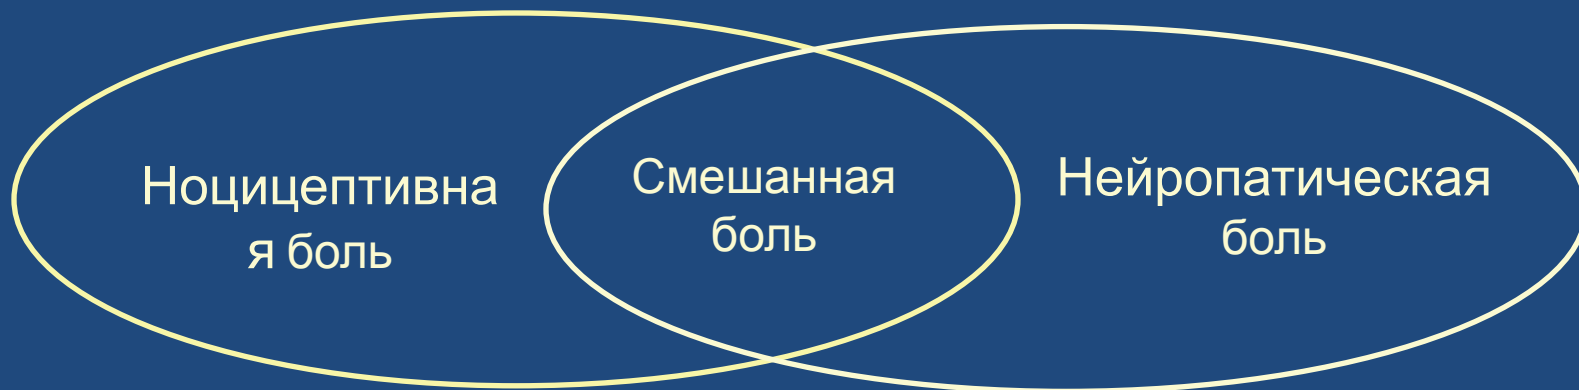 Ноцицептивна
я боль
Смешанная
боль
Нейропатическая
боль